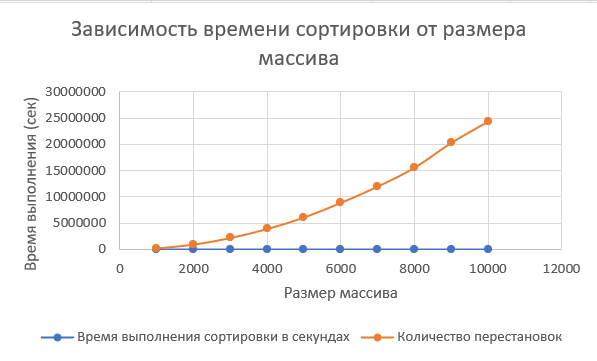 Зависимость времени сортировки от размера
массива
Время выполнения (сек)
30000000
25000000
20000000
15000000
10000000
5000000
0
0
2000
4000
6000
8000
10000
12000
Размер массива
Время выполнения сортировки в секундах
Количество перестановок